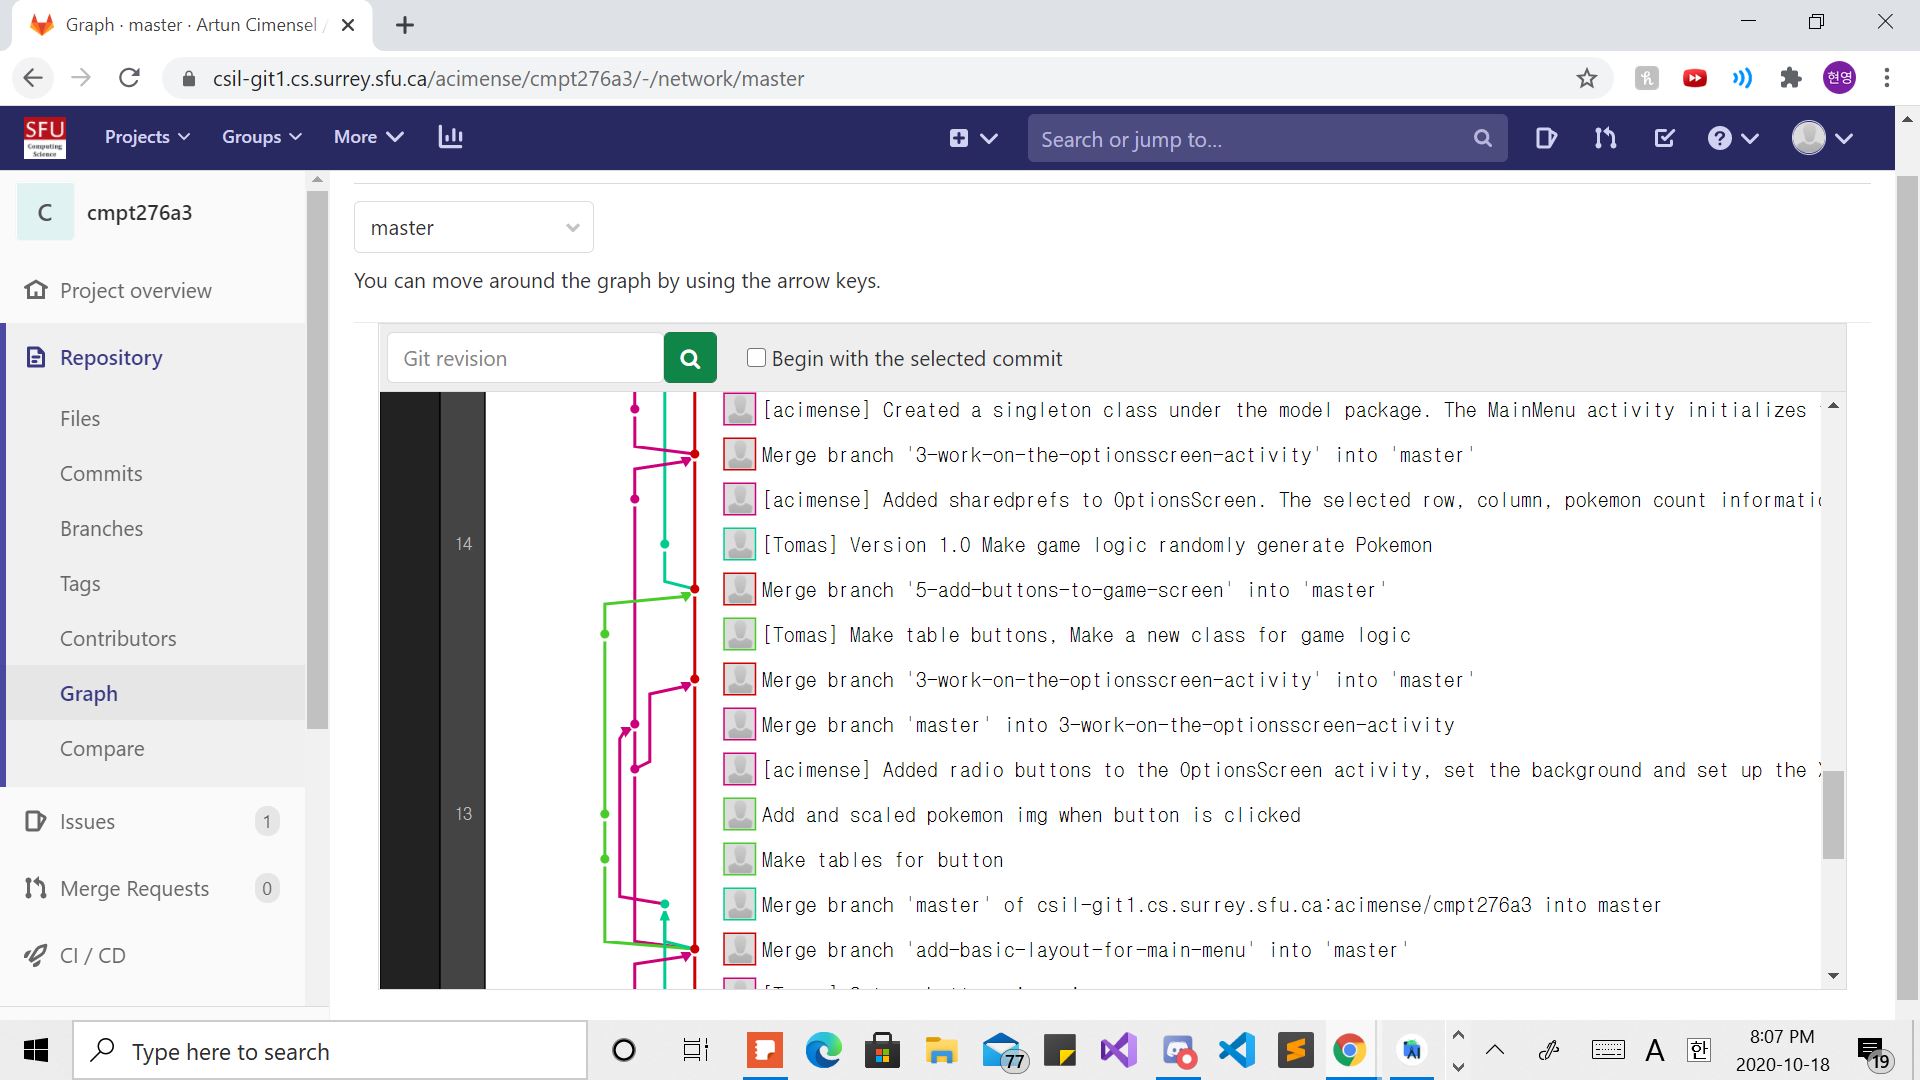 Graph · master · Artun Cimensel /
csil-git1.cs.surrey.sfu.ca/acimense/cmpt276a3/-/network/master
현영
SFU
Computing
Science
Projects
Groups
More
Search or jump to...
C
cmpt276a3
Project overview
Repository
Files
Commits
Branches
Tags
Contributors
Graph
Compare
Issues 1
Merge Requests 0
CI / CD
master
You can move around the graph by using the arrow keys.
Git revision
Begin with the selected commit
[acimense] Created a singleton class under the model package. The MainMenu activity initializes
Merge branch '3-work-on-the-optionsscreen-activity' into 'master'
[acimense] Added sharedprefs to OptionsScreen. The selected row, column, pokemon count informatio
14
[Tomas] Version 1.0 Make game logic randomly generate Pokemon
Merge branch '5-add-buttons-to-game-screen' into 'master'
[Tomas] Make table buttons, Make a new class for game logic
Merge branch '3-work-on-the-optionsscreen-activity' into 'master'
Merge branch 'master' into 3-work-on-the-optionsscreen-activity
[acimense] Added radio buttons to the OptionsScreen activity, set the background and set up the
13
Add and scaled pokemon img when button is clicked
Make tables for button
Merge branch 'master' of csil-git1.cs.surrey.sfu.ca:acimense/cmpt276a3 into master
Merge branch 'add-basic-layout-for-main-menu' into 'master'
Type here to search
77
A
한
8:07 PM
2020-10-18
19